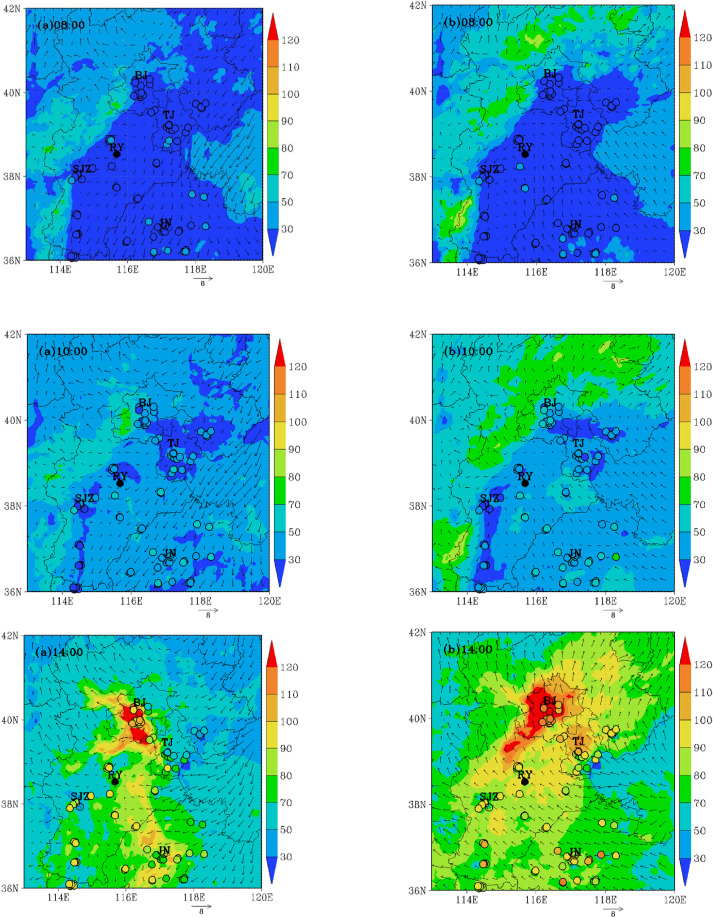 42N
(a)08:00
40N
38N
36N
BJ
TJ
RY
SJZ
JN
114E 116E 118E 120E
8
120
110
100
90
80
70
50
30
42N
(b)08:00
40N
38N
36N
BJ
TJ
RY
SJZ
JN
114E 116E 118E 120E
8
120
110
100
90
80
70
50
30
42N
(a)10:00
40N
38N
36N
BJ
TJ
RY
SJZ
JN
114E 116E 118E 120E
8
120
110
100
90
80
70
50
30
42N
(b)10:00
40N
38N
36N
BJ
TJ
RY
SJZ
JN
114E 116E 118E 120E
8
120
110
100
90
80
70
50
30
42N
(a)14:00
40N
38N
36N
BJ
TJ
RY
SJZ
JN
114E 116E 118E 120E
8
120
110
100
90
80
70
50
30
42N
(b)14:00
40N
38N
36N
BJ
TJ
RY
SJZ
JN
114E 116E 118E 120E
8
120
110
100
90
80
70
50
30